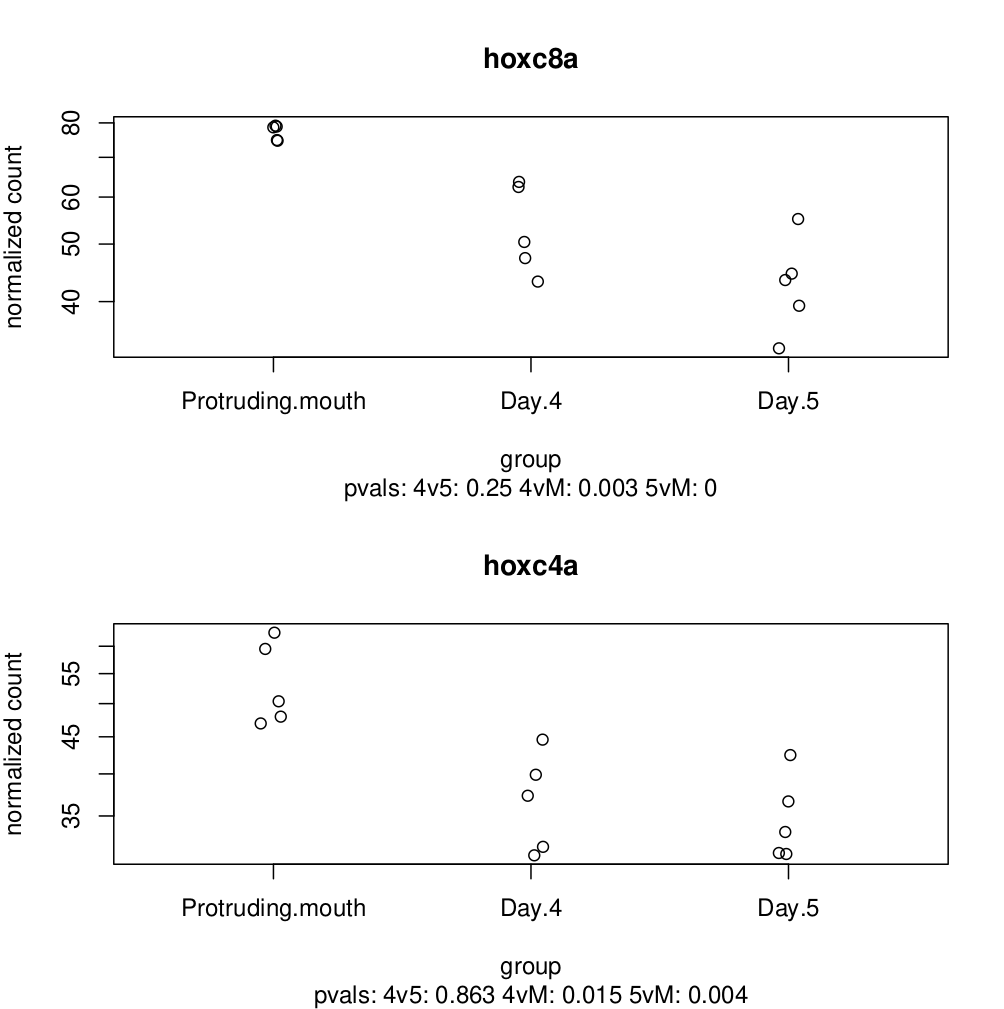 hoxc8a
normalized count
80
60
50
40
Protruding.mouth Day.4 Day.5
group
pvals: 4v5: 0.25 4vM: 0.003 5vM: 0
hoxc4a
normalized count
55
45
35
Protruding.mouth Day.4 Day.5
group
pvals: 4v5: 0.863 4vM: 0.015 5vM: 0.004